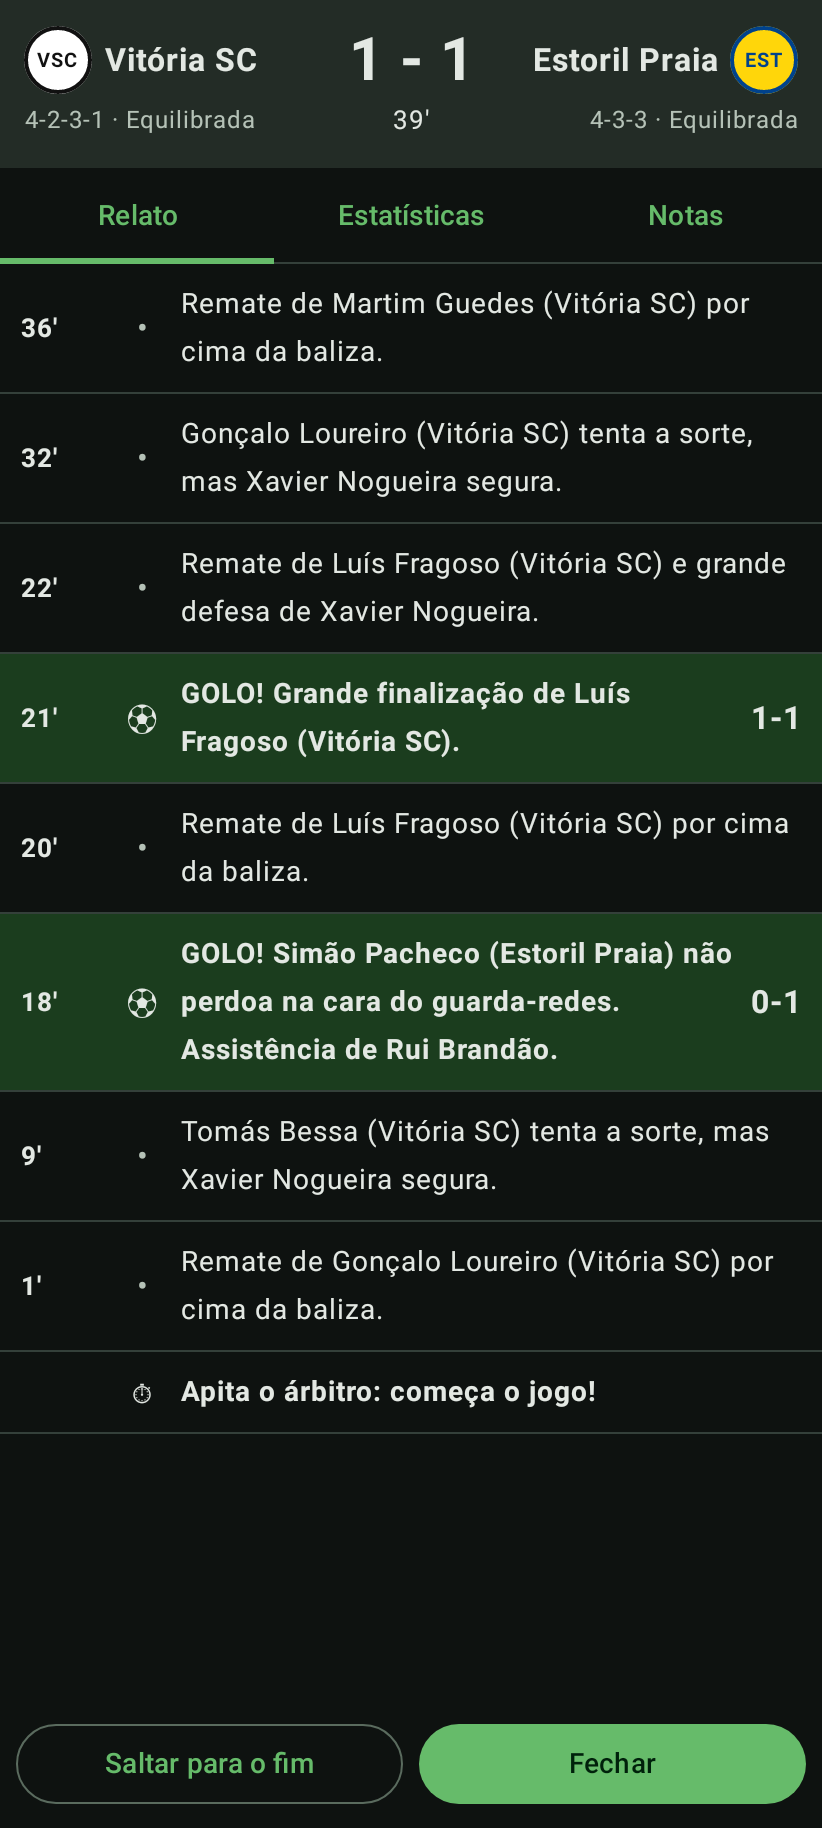 VSC Vitória SC 1 - 1 Estoril Praia EST
4-2-3-1 · Equilibrada 39' 4-3-3 · Equilibrada
Relato Estatísticas Notas
36' • Remate de Martim Guedes (Vitória SC) por
cima da baliza.
32' • Gonçalo Loureiro (Vitória SC) tenta a sorte,
mas Xavier Nogueira segura.
22' • Remate de Luís Fragoso (Vitória SC) e grande
defesa de Xavier Nogueira.
21' ⚽ GOLO! Grande finalização de Luís
Fragoso (Vitória SC). 1-1
20' • Remate de Luís Fragoso (Vitória SC) por cima
da baliza.
18' ⚽ GOLO! Simão Pacheco (Estoril Praia) não
perdoa na cara do guarda-redes. 0-1
Assistência de Rui Brandão.
9' • Tomás Bessa (Vitória SC) tenta a sorte, mas
Xavier Nogueira segura.
1' • Remate de Gonçalo Loureiro (Vitória SC) por
cima da baliza.
⏱ Apita o árbitro: começa o jogo!
Saltar para o fim Fechar